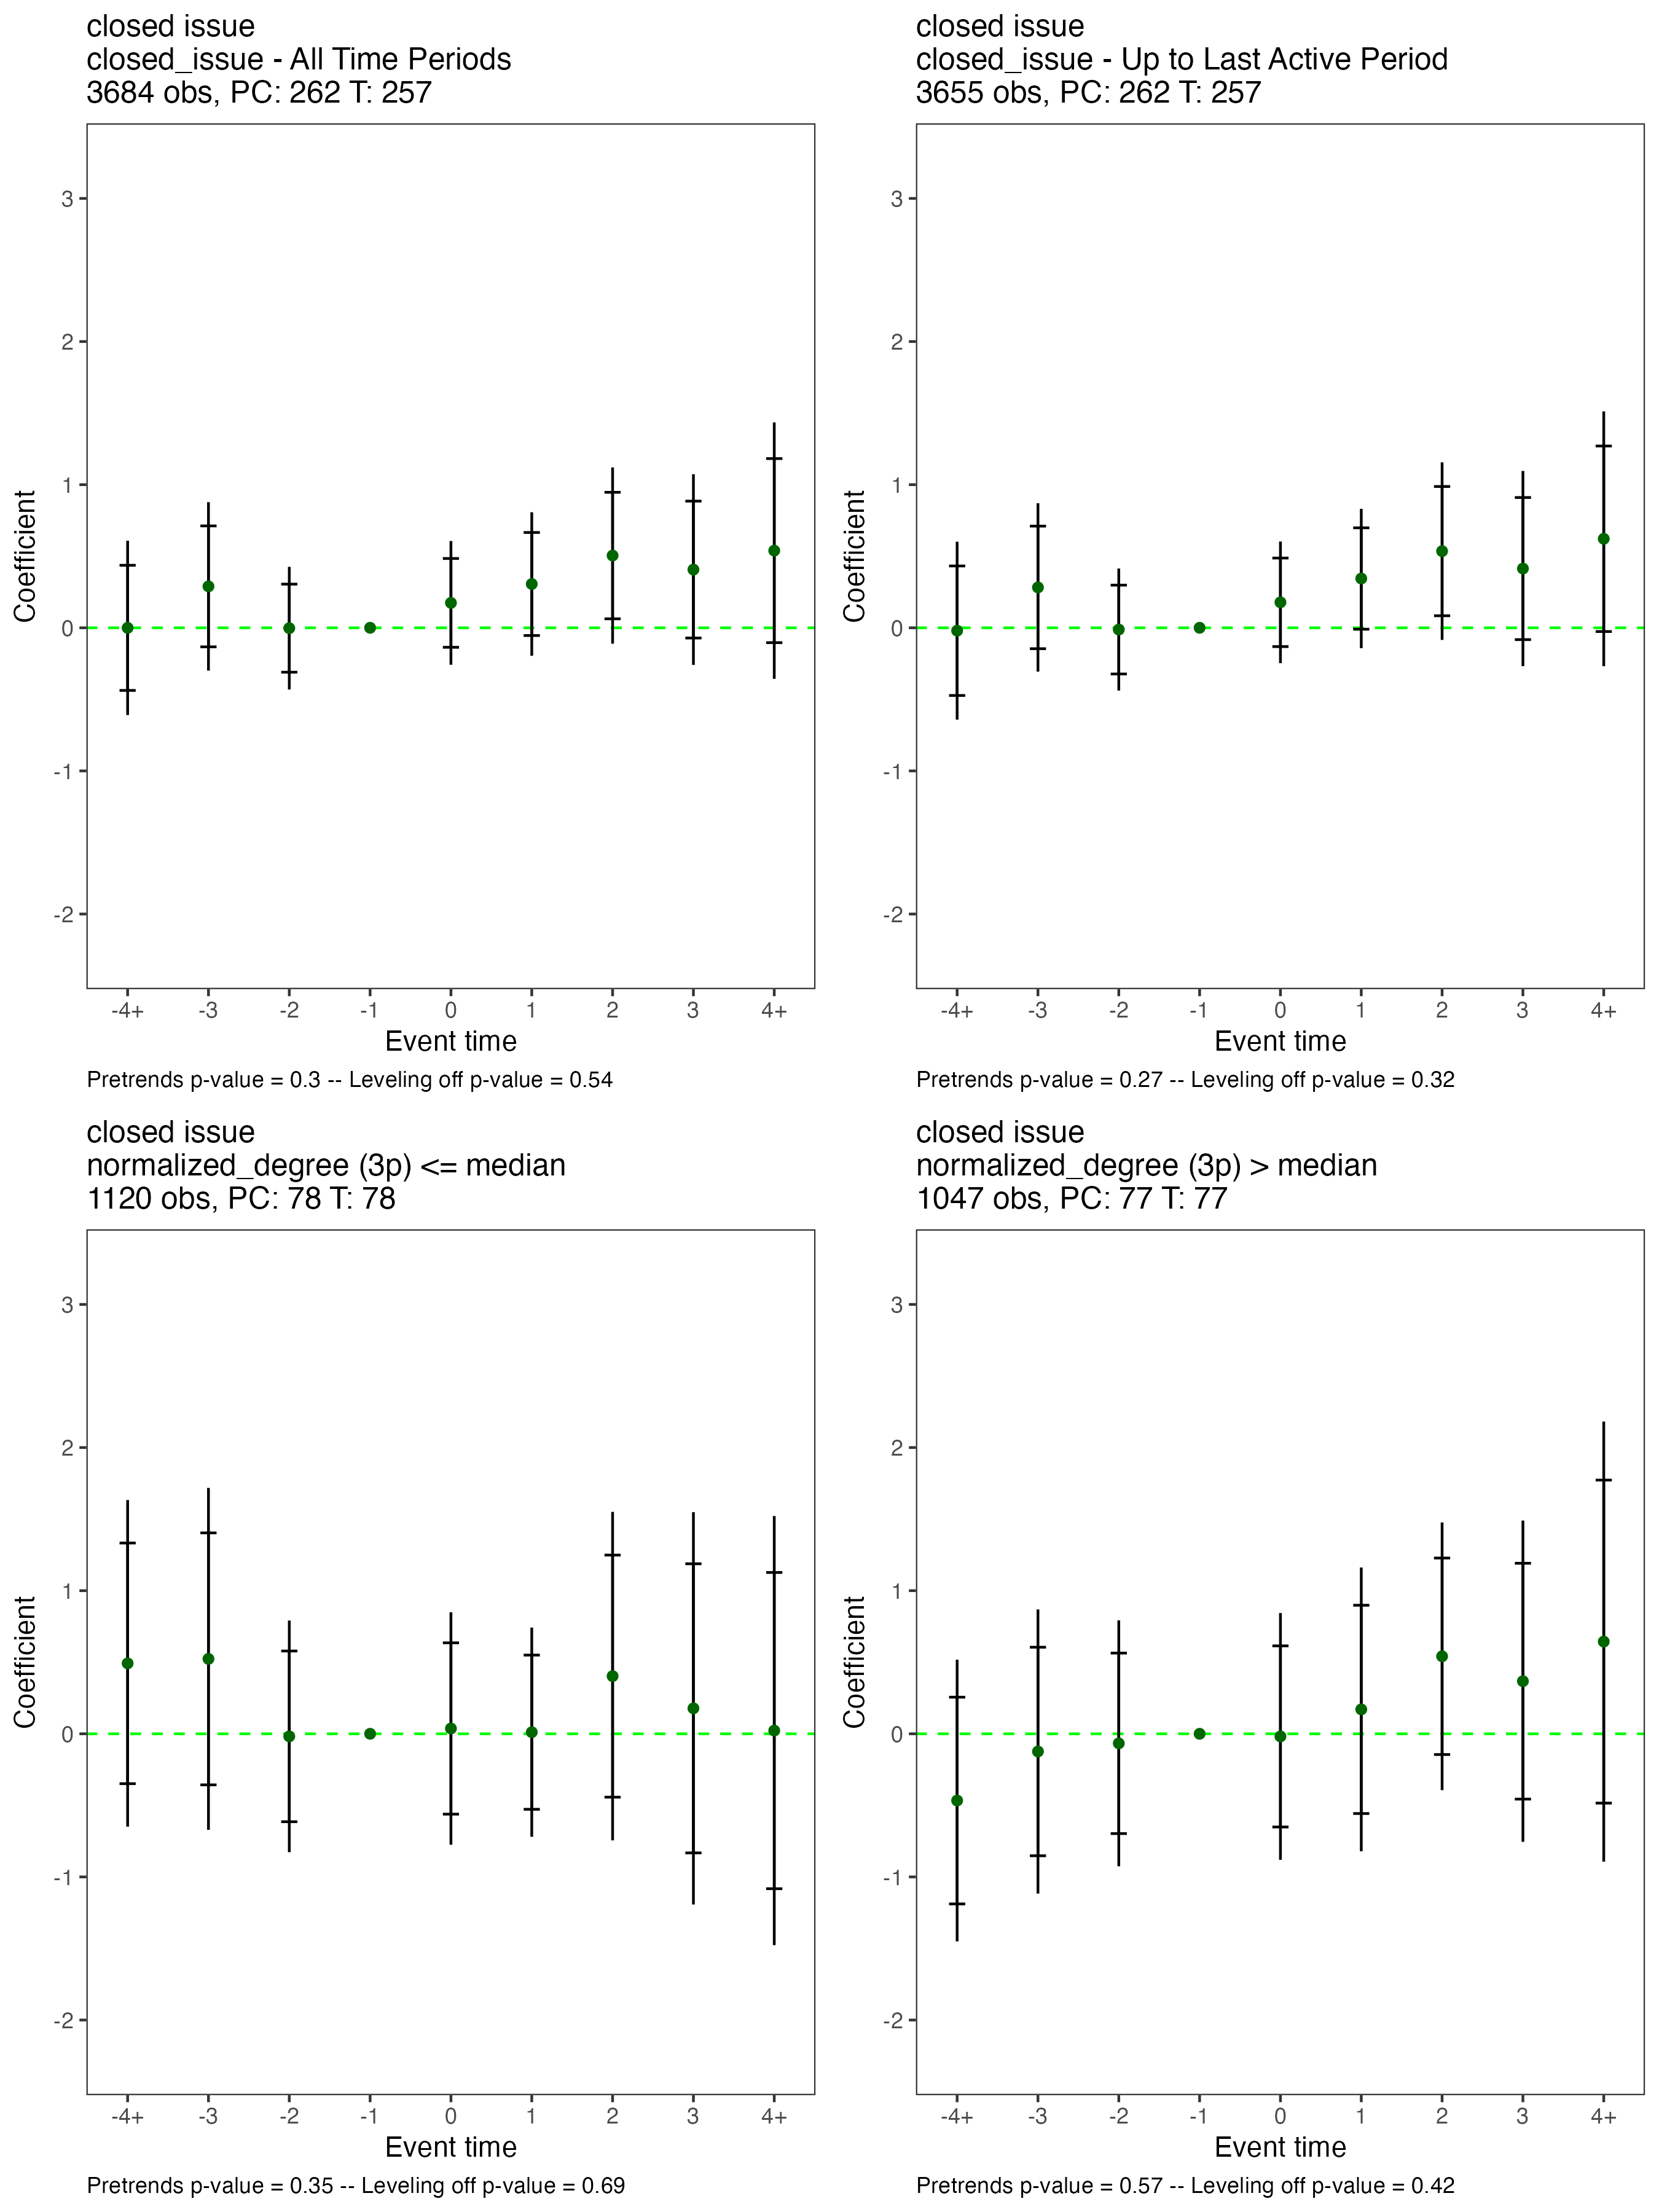 closed issue
closed_issue - All Time Periods
3684 obs, PC: 262 T: 257
3
2
1
0
-1
-2
Coefficient
-4+ -3 -2 -1 0 1 2 3 4+
Event time
Pretrends p-value = 0.3 -- Leveling off p-value = 0.54
closed issue
closed_issue - Up to Last Active Period
3655 obs, PC: 262 T: 257
3
2
1
0
-1
-2
Coefficient
-4+ -3 -2 -1 0 1 2 3 4+
Event time
Pretrends p-value = 0.27 -- Leveling off p-value = 0.32
closed issue
normalized_degree (3p) <= median
1120 obs, PC: 78 T: 78
3
2
1
0
-1
-2
Coefficient
-4+ -3 -2 -1 0 1 2 3 4+
Event time
Pretrends p-value = 0.35 -- Leveling off p-value = 0.69
closed issue
normalized_degree (3p) > median
1047 obs, PC: 77 T: 77
3
2
1
0
-1
-2
Coefficient
-4+ -3 -2 -1 0 1 2 3 4+
Event time
Pretrends p-value = 0.57 -- Leveling off p-value = 0.42